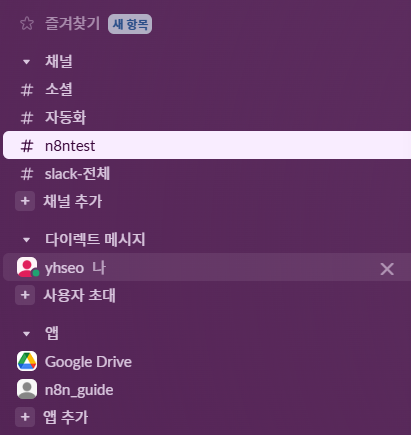 즐겨찾기 새 항목
채널
# 소셜
# 자동화
# n8ntest
# slack-전체
+ 채널 추가
다이렉트 메시지
yhseo 나
+ 사용자 초대
앱
Google Drive
n8n_guide
+ 앱 추가